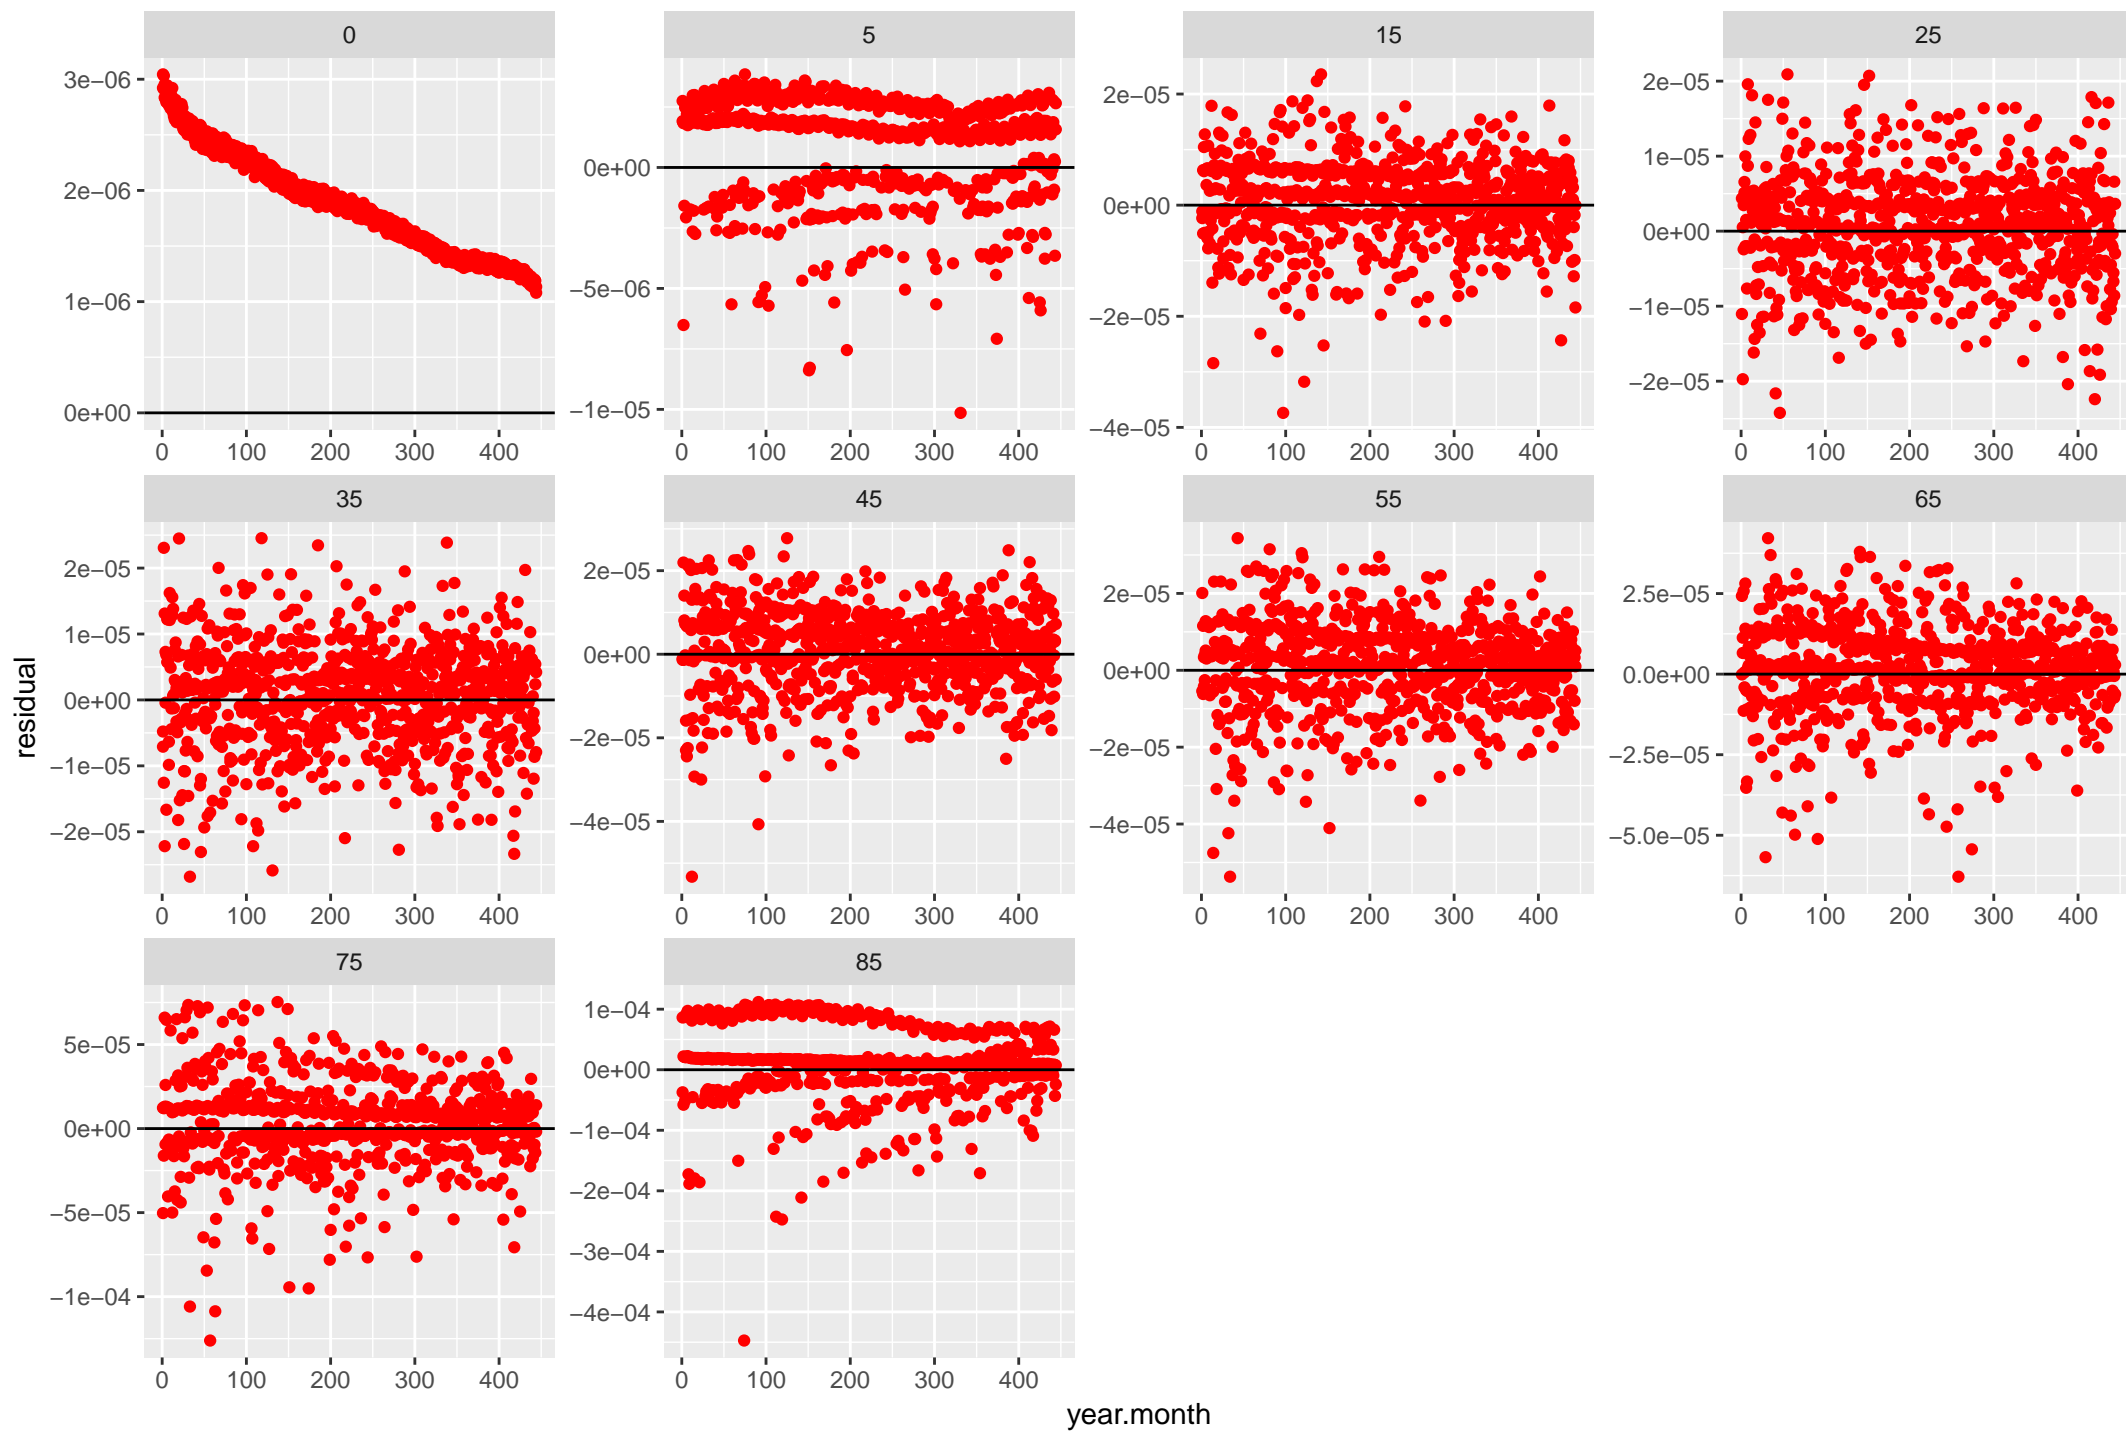 0 5 15 25
3e−06
2e−06
1e−06
0e+00
0 100 200 300 400
0e+00
−5e−06
−1e−05
0 100 200 300 400
2e−05
0e+00
−2e−05
−4e−05
0 100 200 300 400
2e−05
1e−05
0e+00
−1e−05
−2e−05
0 100 200 300 400
35 45 55 65
2e−05
1e−05
0e+00
−1e−05
−2e−05
0 100 200 300 400
2e−05
0e+00
−2e−05
−4e−05
0 100 200 300 400
2e−05
0e+00
−2e−05
−4e−05
0 100 200 300 400
2.5e−05
0.0e+00
−2.5e−05
−5.0e−05
0 100 200 300 400
75 85
5e−05
0e+00
−5e−05
−1e−04
0 100 200 300 400
1e−04
0e+00
−1e−04
−2e−04
−3e−04
−4e−04
0 100 200 300 400
residual
year.month